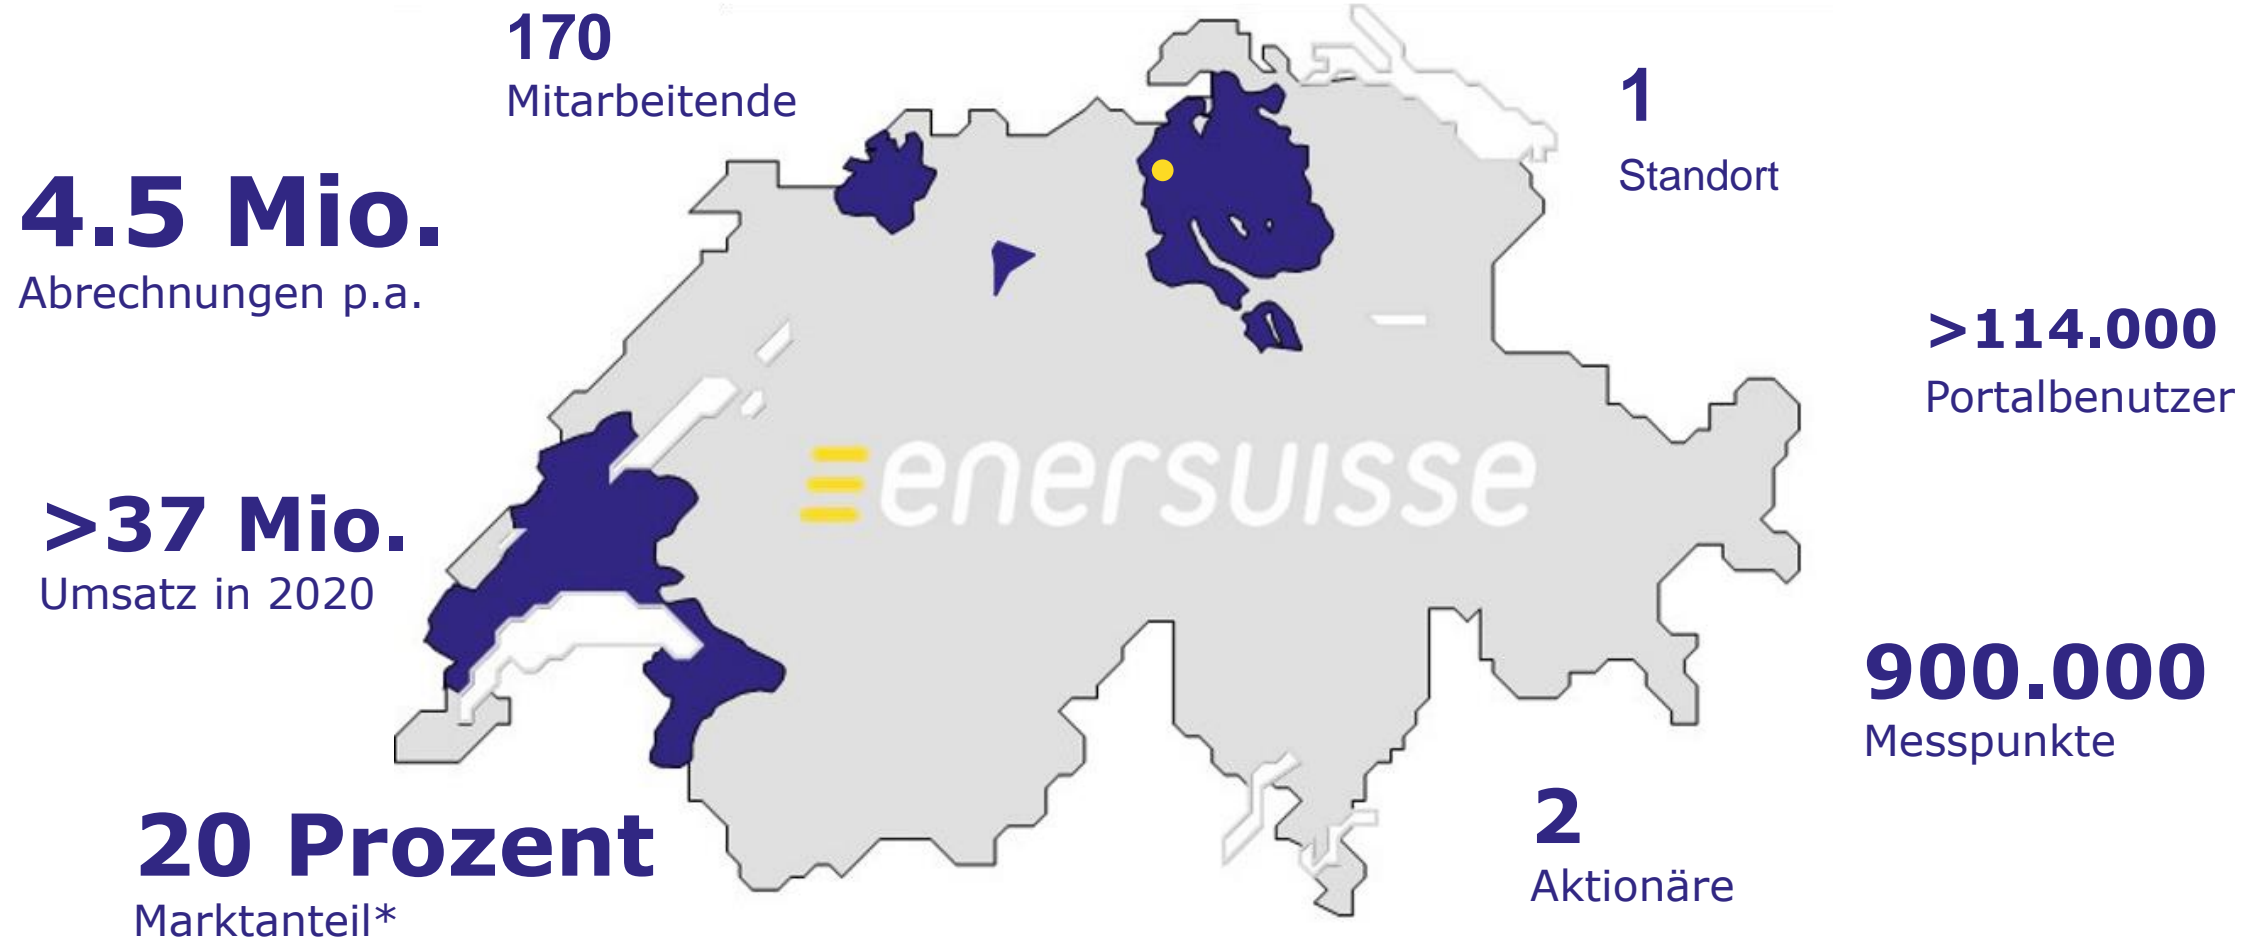 170
Mitarbeitende
1
Standort
4.5 Mio.
Abrechnungen p.a.
>114.000
Portalbenutzer
enersuisse
>37 Mio.
Umsatz in 2020
900.000
Messpunkte
2
Aktionäre
20 Prozent
Marktanteil*